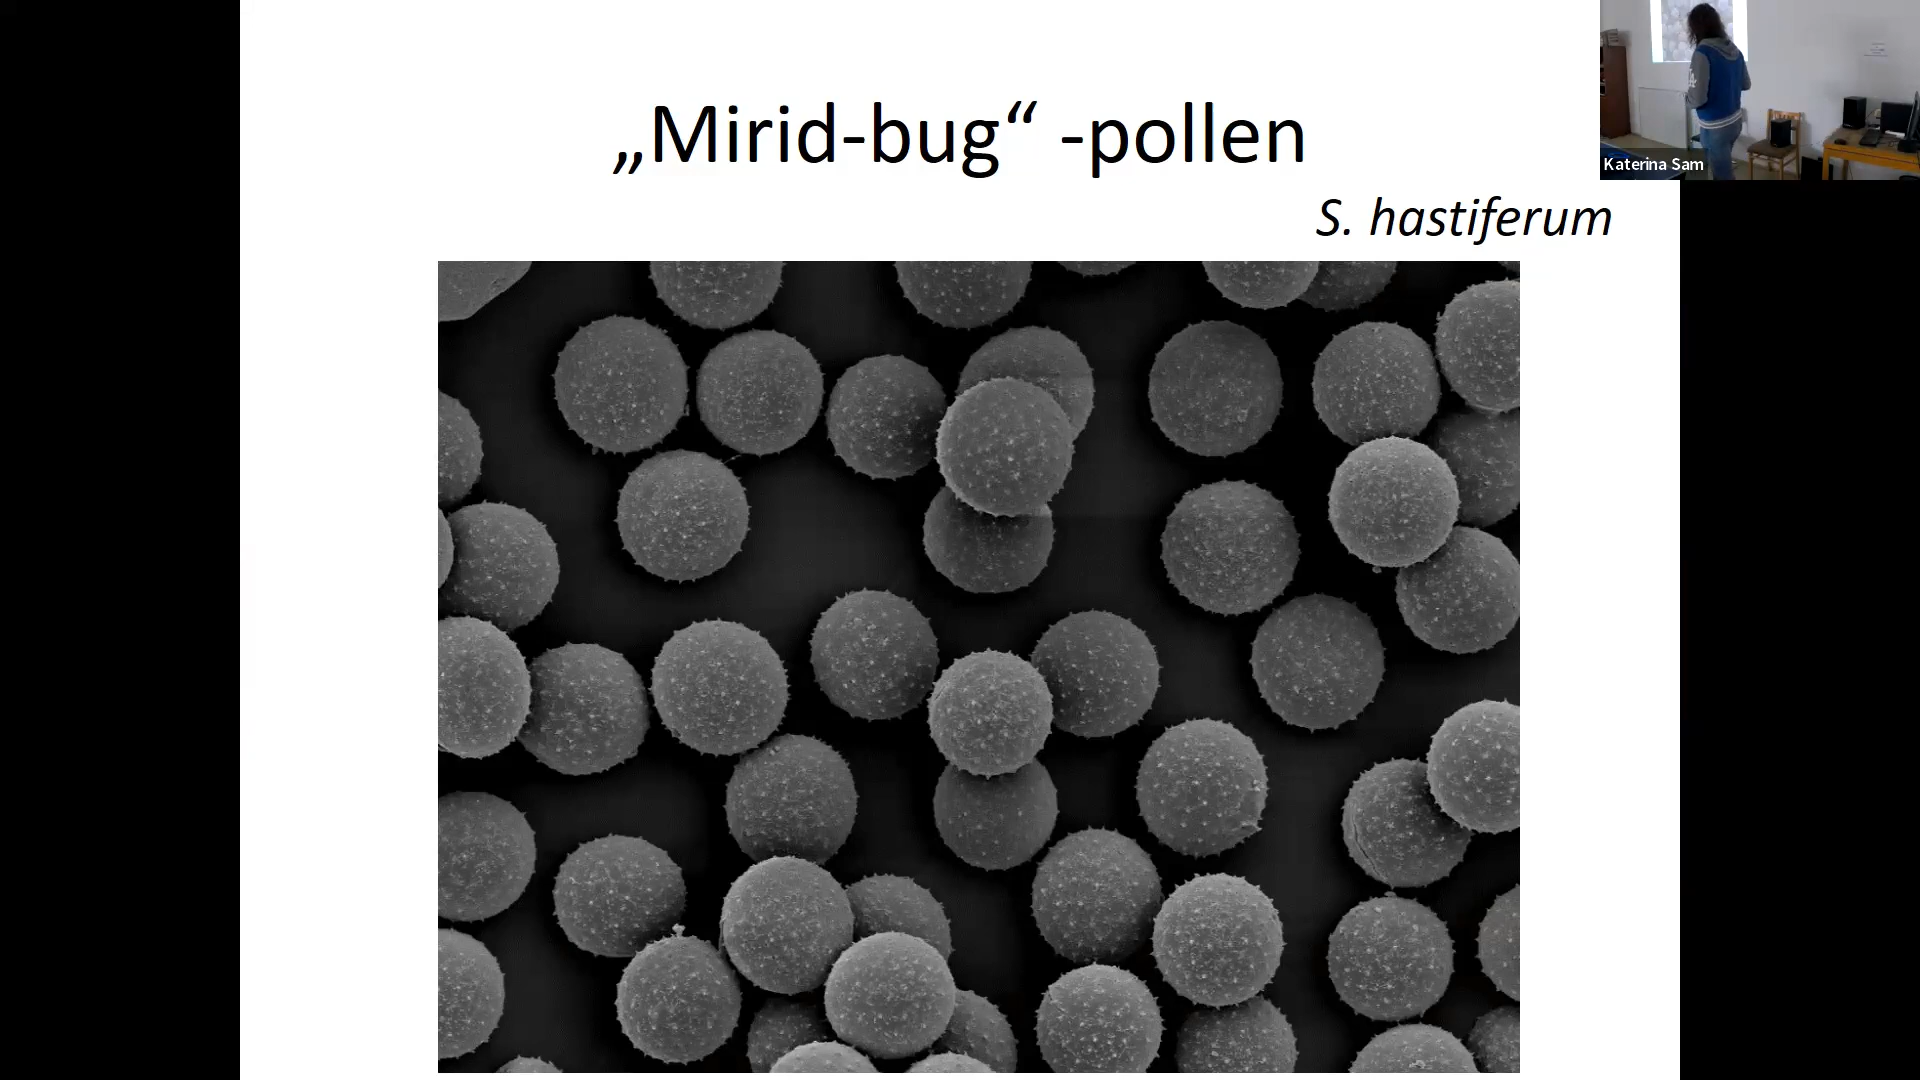 „Mirid-bug“ -pollen
S. hastiferum
Katerina Sam